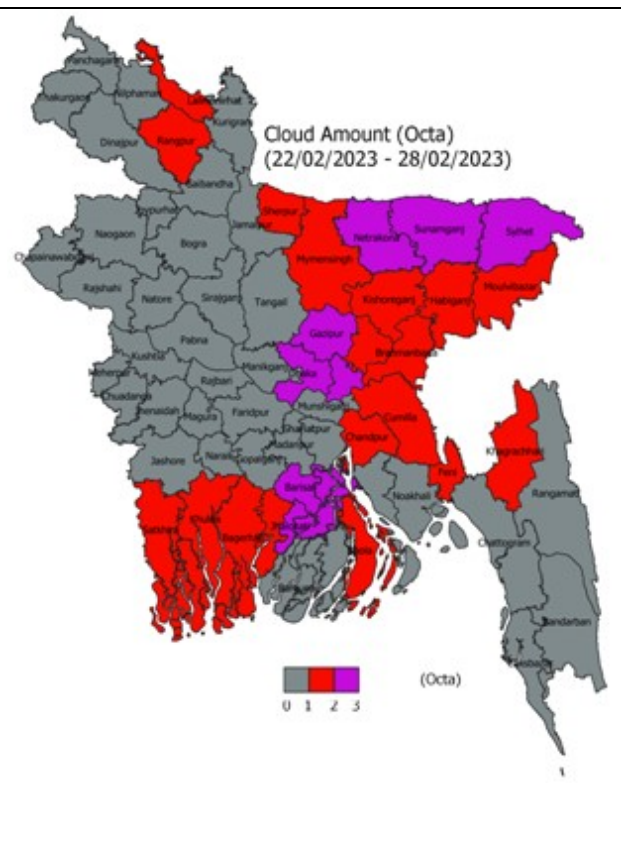 Panchagarh
Nilphamari
Lalmonirhat
Thakurgaon
Kurigram
Rangpur
Dinajpur
Cloud Amount (Octa)
(22/02/2023 - 28/02/2023)
Gaibandha
Joypurhat
Sherpur
Jamalpur
Naogaon
Netrakona
Sunamganj
Sylhet
Bogra
Chapainawabganj
Mymensingh
Rajshahi
Moulvibazar
Natore
Sirajganj
Tangail
Kishoreganj
Habiganj
Gazipur
Pabna
Kushtia
Brahmanbaria
Manikganj
Dhaka
Meherpur
Rajbari
Chuadanga
Jhenaidah
Magura
Faridpur
Munshiganj
Cumilla
Shariatpur
Chandpur
Madaripur
Jashore
Narail
Gopalganj
Khagrachhari
Feni
Barisal
Noakhali
Rangamati
Satkhira
Khulna
Bagerhat
Jhalokati
Bhola
Chattogram
Bandarban
Coxsbazar
(Octa)
0 1 2 3